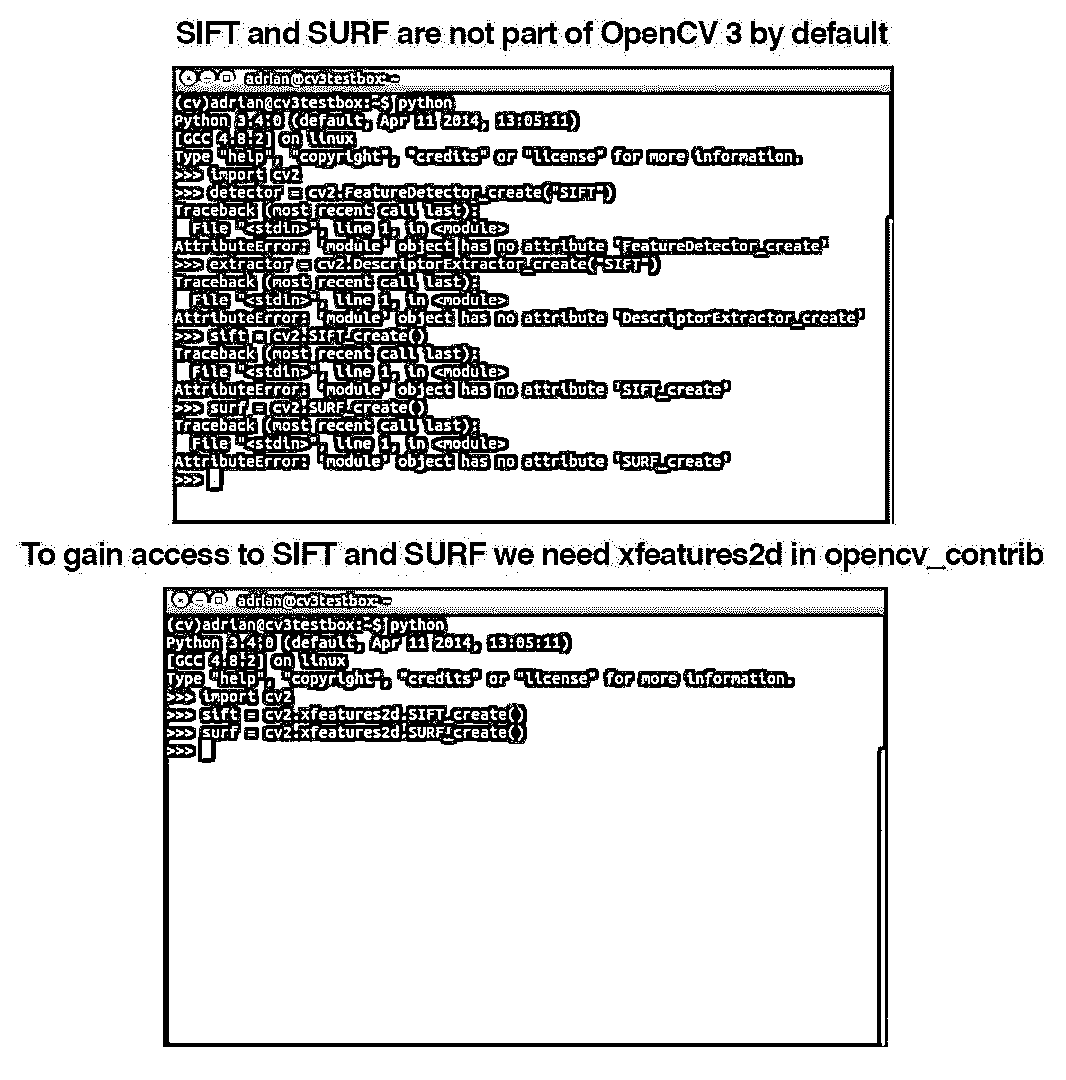 SIFT and SURF are not part of OpenCV 3 by default
adrian@cv3testbox: ~
(cv)adrian@cv3testbox:~$ python
Python 3.4.0 (default, Apr 11 2014, 13:05:11)
[GCC 4.8.2] on linux
Type "help", "copyright", "credits" or "license" for more information.
>>> import cv2
>>> detector = cv2.FeatureDetector_create("SIFT")
Traceback (most recent call last):
  File "<stdin>", line 1, in <module>
AttributeError: 'module' object has no attribute 'FeatureDetector_create'
>>> extractor = cv2.DescriptorExtractor_create("SIFT")
Traceback (most recent call last):
  File "<stdin>", line 1, in <module>
AttributeError: 'module' object has no attribute 'DescriptorExtractor_create'
>>> sift = cv2.SIFT_create()
Traceback (most recent call last):
  File "<stdin>", line 1, in <module>
AttributeError: 'module' object has no attribute 'SIFT_create'
>>> surf = cv2.SURF_create()
Traceback (most recent call last):
  File "<stdin>", line 1, in <module>
AttributeError: 'module' object has no attribute 'SURF_create'
>>>
To gain access to SIFT and SURF we need xfeatures2d in opencv_contrib
adrian@cv3testbox: ~
(cv)adrian@cv3testbox:~$ python
Python 3.4.0 (default, Apr 11 2014, 13:05:11)
[GCC 4.8.2] on linux
Type "help", "copyright", "credits" or "license" for more information.
>>> import cv2
>>> sift = cv2.xfeatures2d.SIFT_create()
>>> surf = cv2.xfeatures2d.SURF_create()
>>>